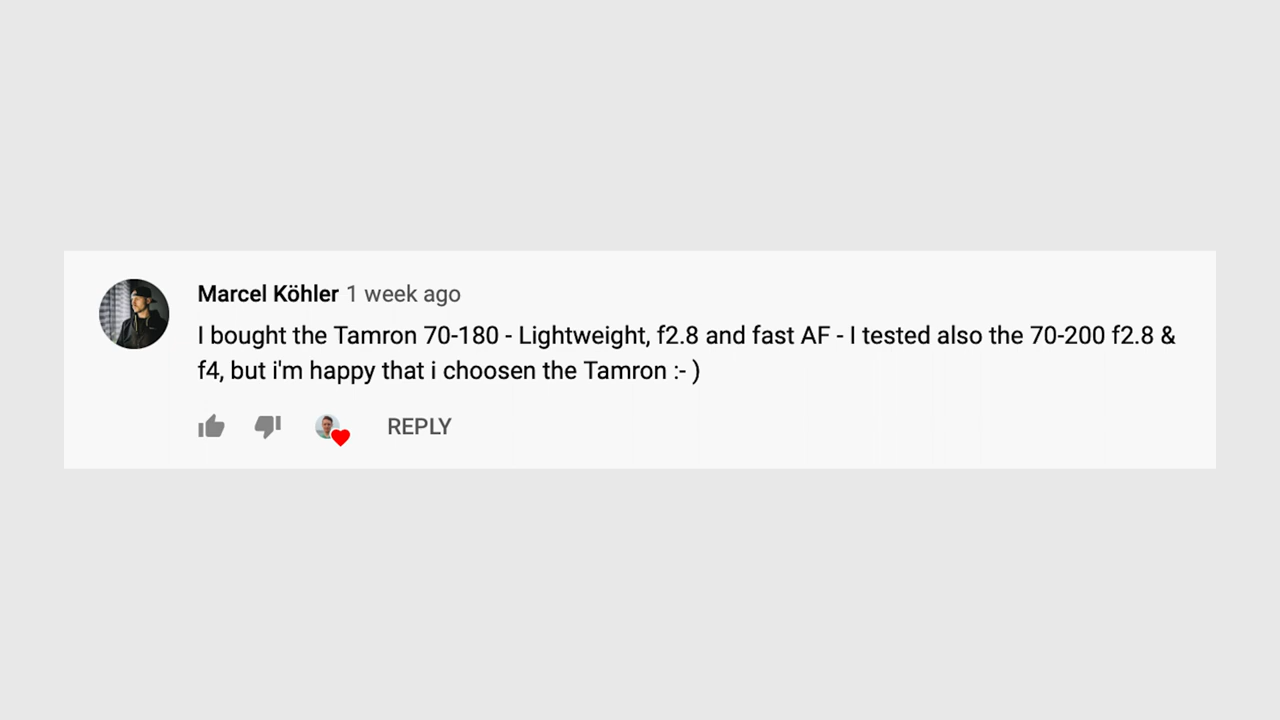 Marcel Köhler 1 week ago
I bought the Tamron 70-180 - Lightweight, f2.8 and fast AF - I tested also the 70-200 f2.8 &
f4, but i'm happy that i choosen the Tamron :- )
REPLY